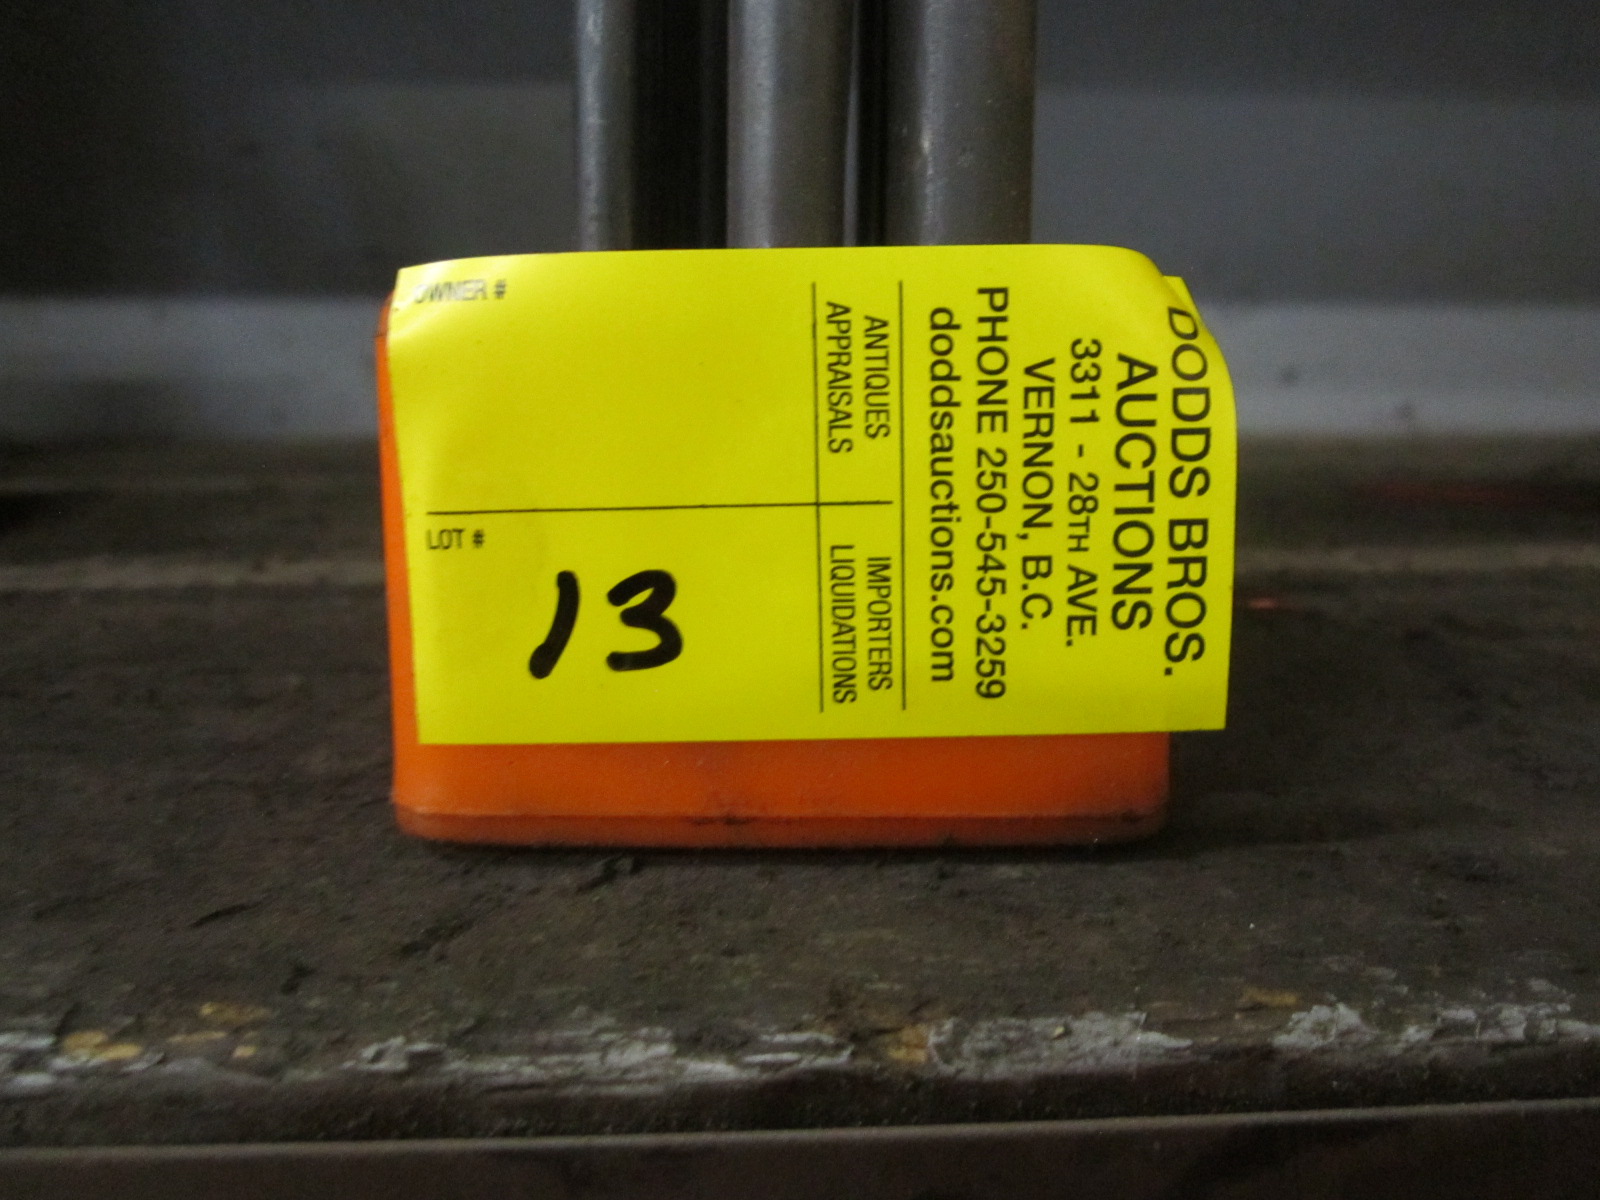 DODDS BROS.
AUCTIONS
3311 - 28TH AVE.
VERNON, B.C.
PHONE 250-545-3259
doddsauctions.com
ANTIQUES
APPRAISALS
IMPORTERS
LIQUIDATIONS
OWNER #
LOT #
13